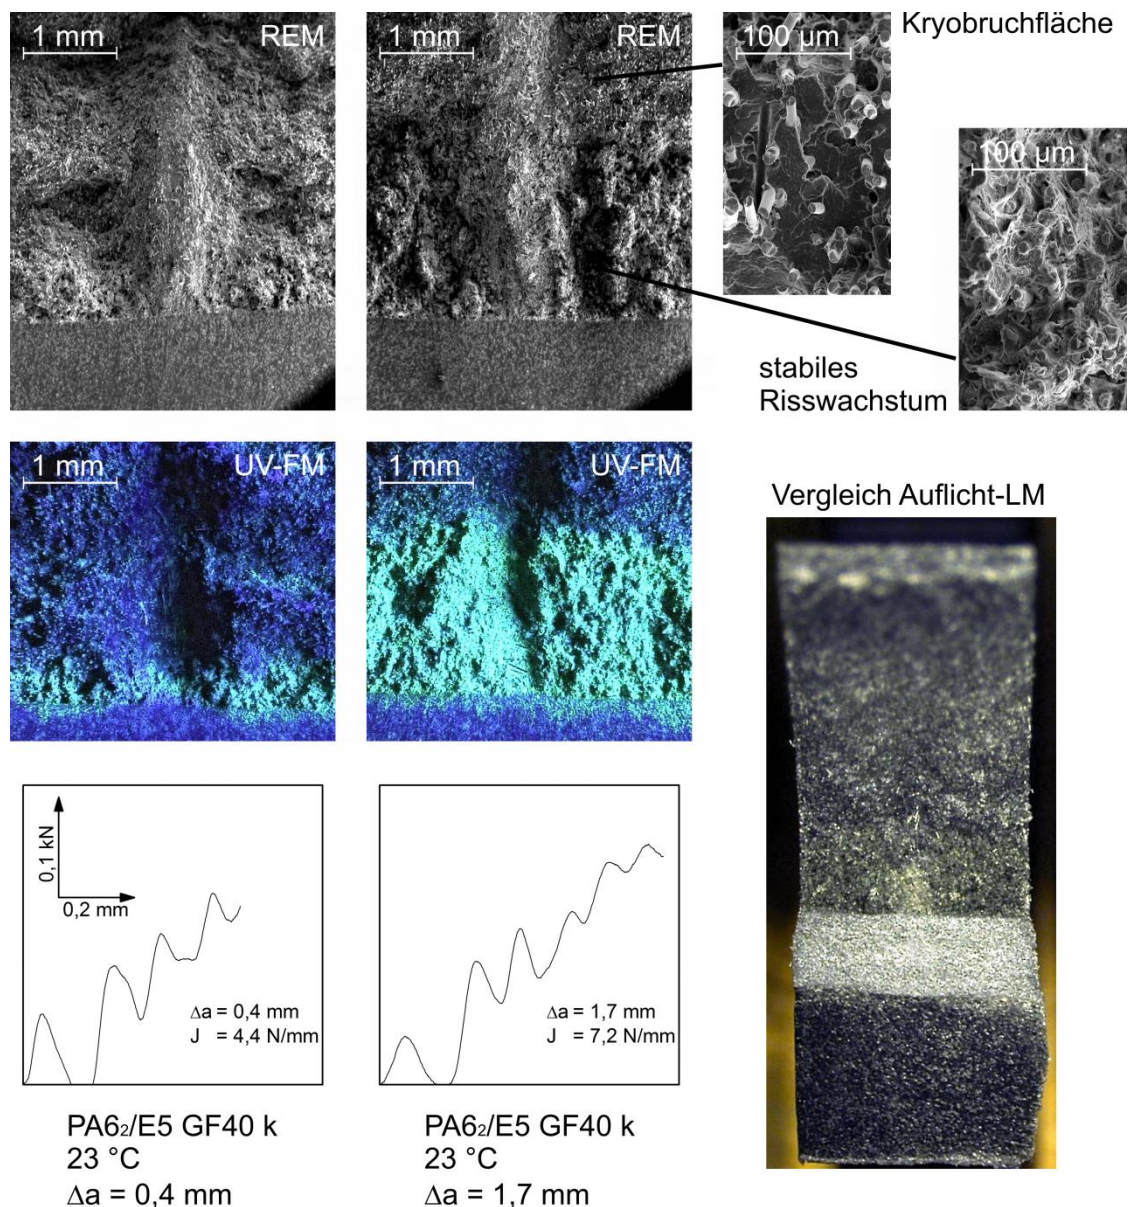 1 mm
REM
1 mm
REM
100 µm
Kryobruchfläche
100 µm
stabiles
Risswachstum
1 mm
UV-FM
1 mm
UV-FM
Vergleich Auflicht-LM
0,1 kN
0,2 mm
Δa = 0,4 mm
J = 4,4 N/mm
Δa = 1,7 mm
J = 7,2 N/mm
PA6₂/E5 GF40 k
23 °C
Δa = 0,4 mm
PA6₂/E5 GF40 k
23 °C
Δa = 1,7 mm